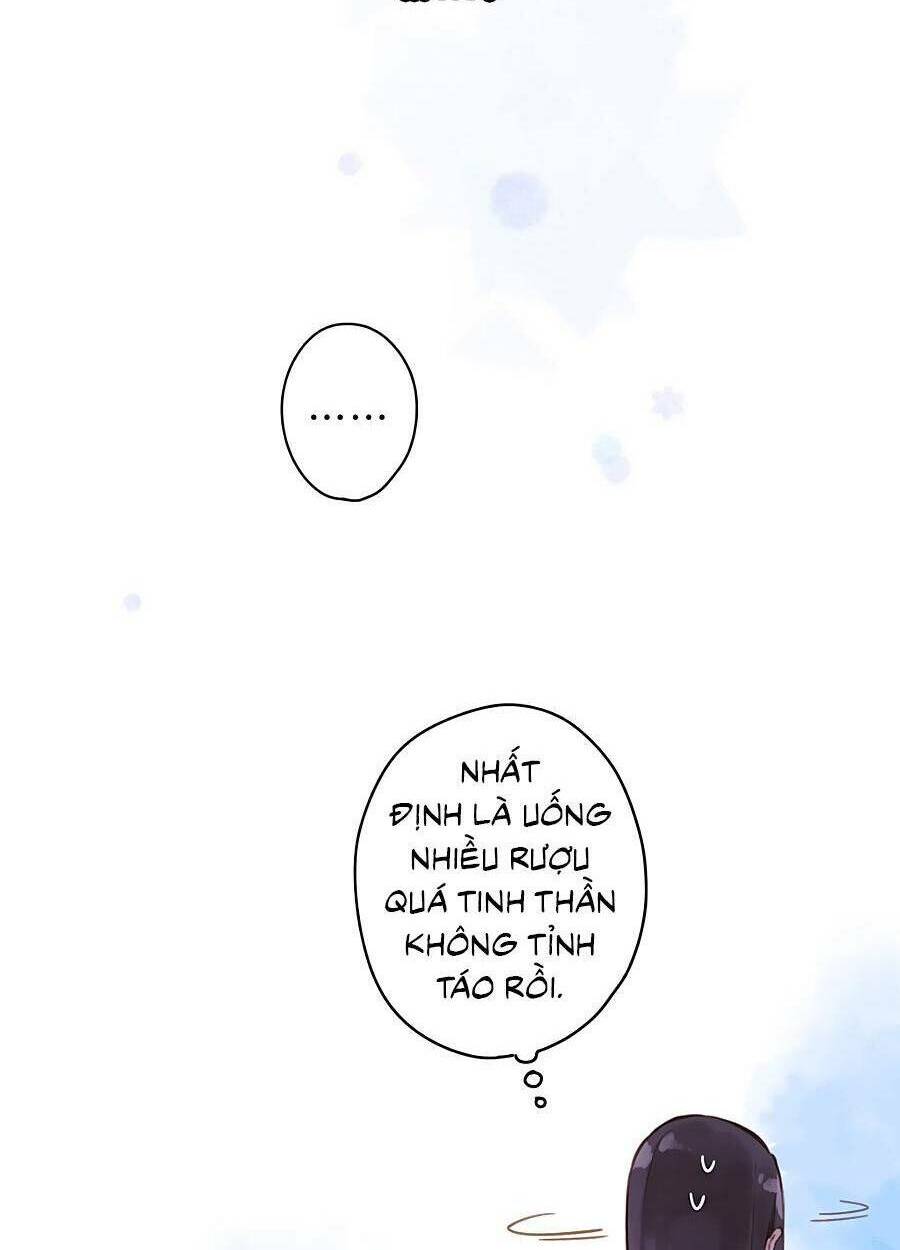 ......
NHẤT
ĐỊNH LÀ UỐNG
NHIỀU RƯỢU
QUÁ TINH THẦN
KHÔNG TỈNH
TÁO RỒI.